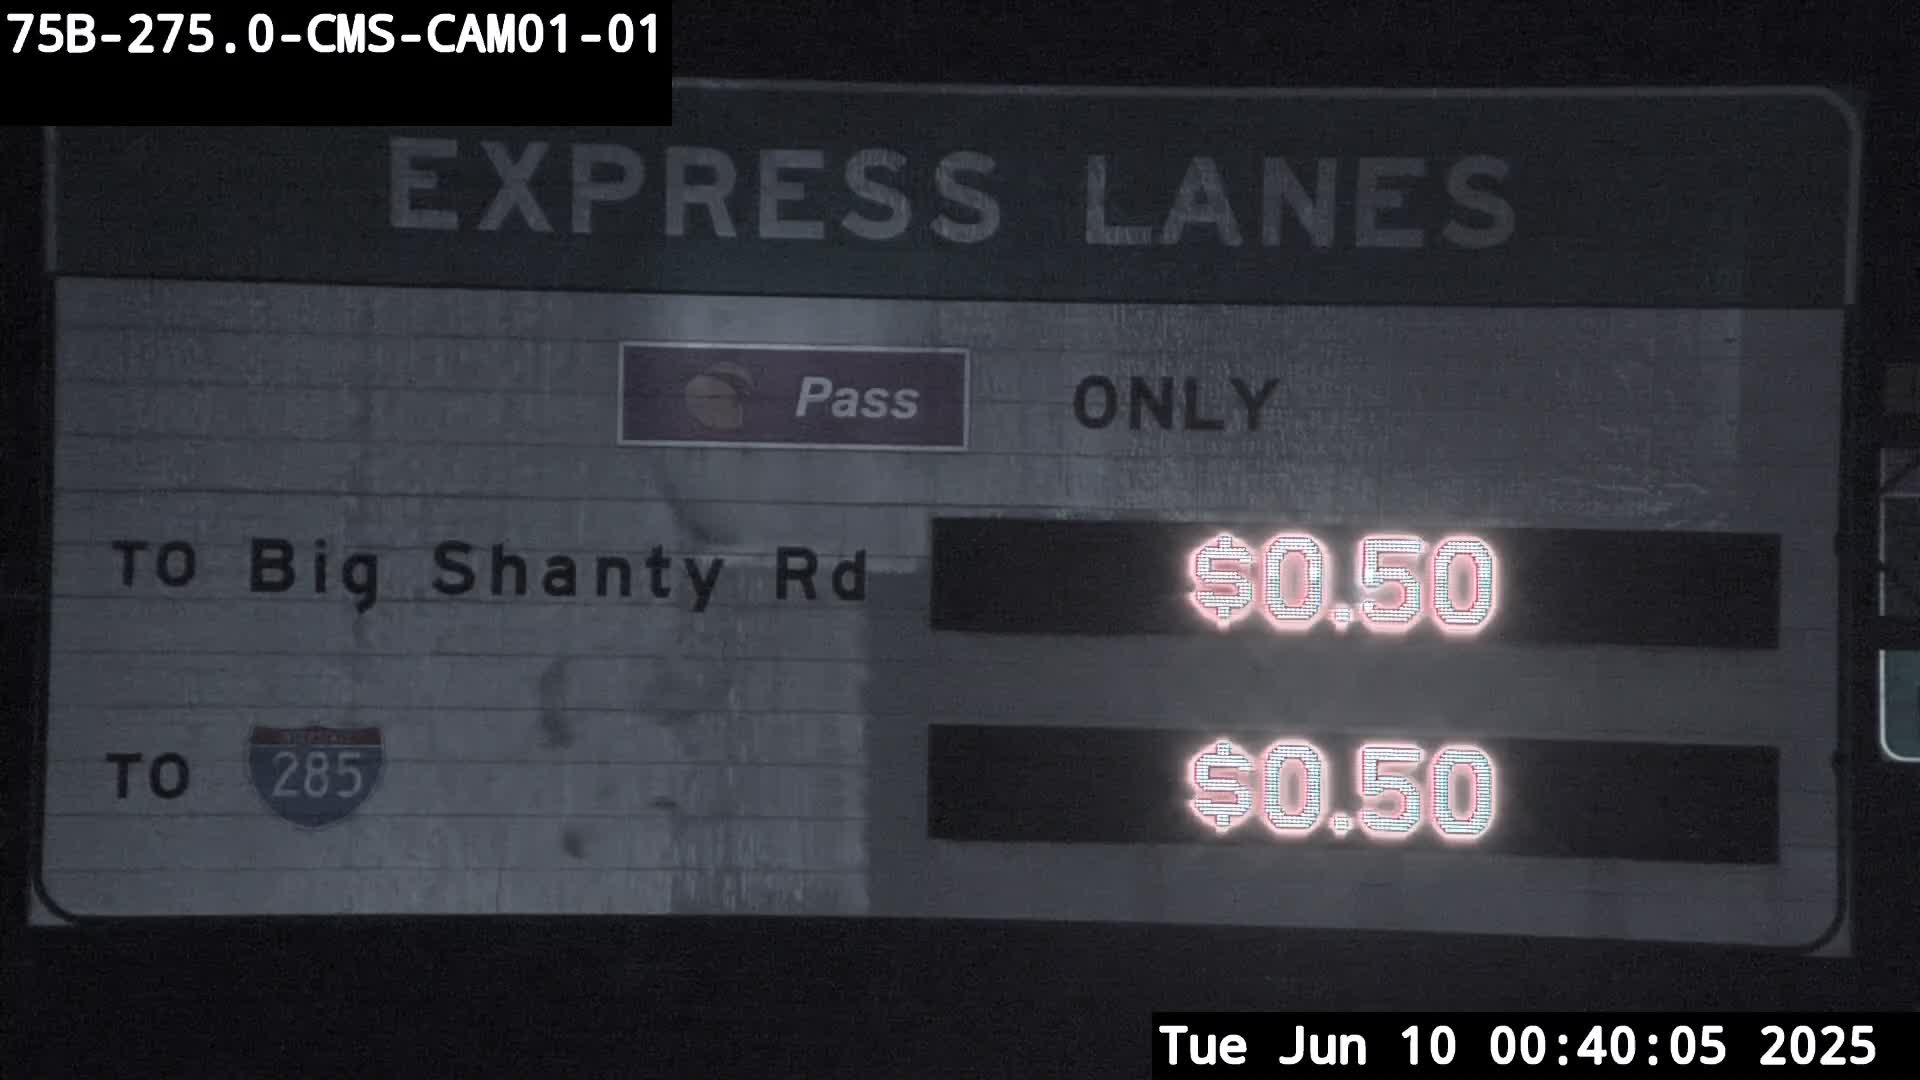 75B-275.0-CMS-CAM01-01
EXPRESS LANES
Pass ONLY
TO Big Shanty Rd $0.50
TO 285 $0.50
Tue Jun 10 00:40:05 2025